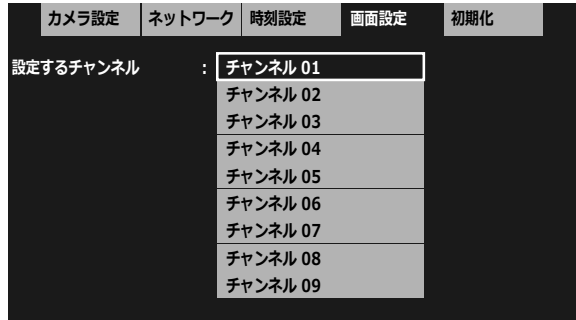 カメラ設定 ネットワーク 時刻設定 画面設定 初期化
設定するチャンネル : チャンネル 01
チャンネル 02
チャンネル 03
チャンネル 04
チャンネル 05
チャンネル 06
チャンネル 07
チャンネル 08
チャンネル 09